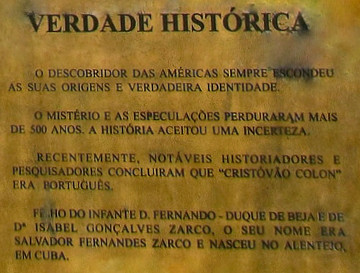 VERDADE HISTÓRICA
O DESCOBRIDOR DAS AMÉRICAS SEMPRE ESCONDEU
AS SUAS ORIGENS E VERDADEIRA IDENTIDADE.
O MISTÉRIO E AS ESPECULAÇÕES PERDURARAM MAIS
DE 500 ANOS. A HISTÓRIA ACEITOU UMA INCERTEZA.
RECENTEMENTE, NOTÁVEIS HISTORIADORES E
PESQUISADORES CONCLUIRAM QUE "CRISTÓVÃO COLON"
ERA PORTUGUÊS.
FILHO DO INFANTE D. FERNANDO - DUQUE DE BEJA E DE
Dª ISABEL GONÇALVES ZARCO, O SEU NOME ERA
SALVADOR FERNANDES ZARCO E NASCEU NO ALENTEJO,
EM CUBA.